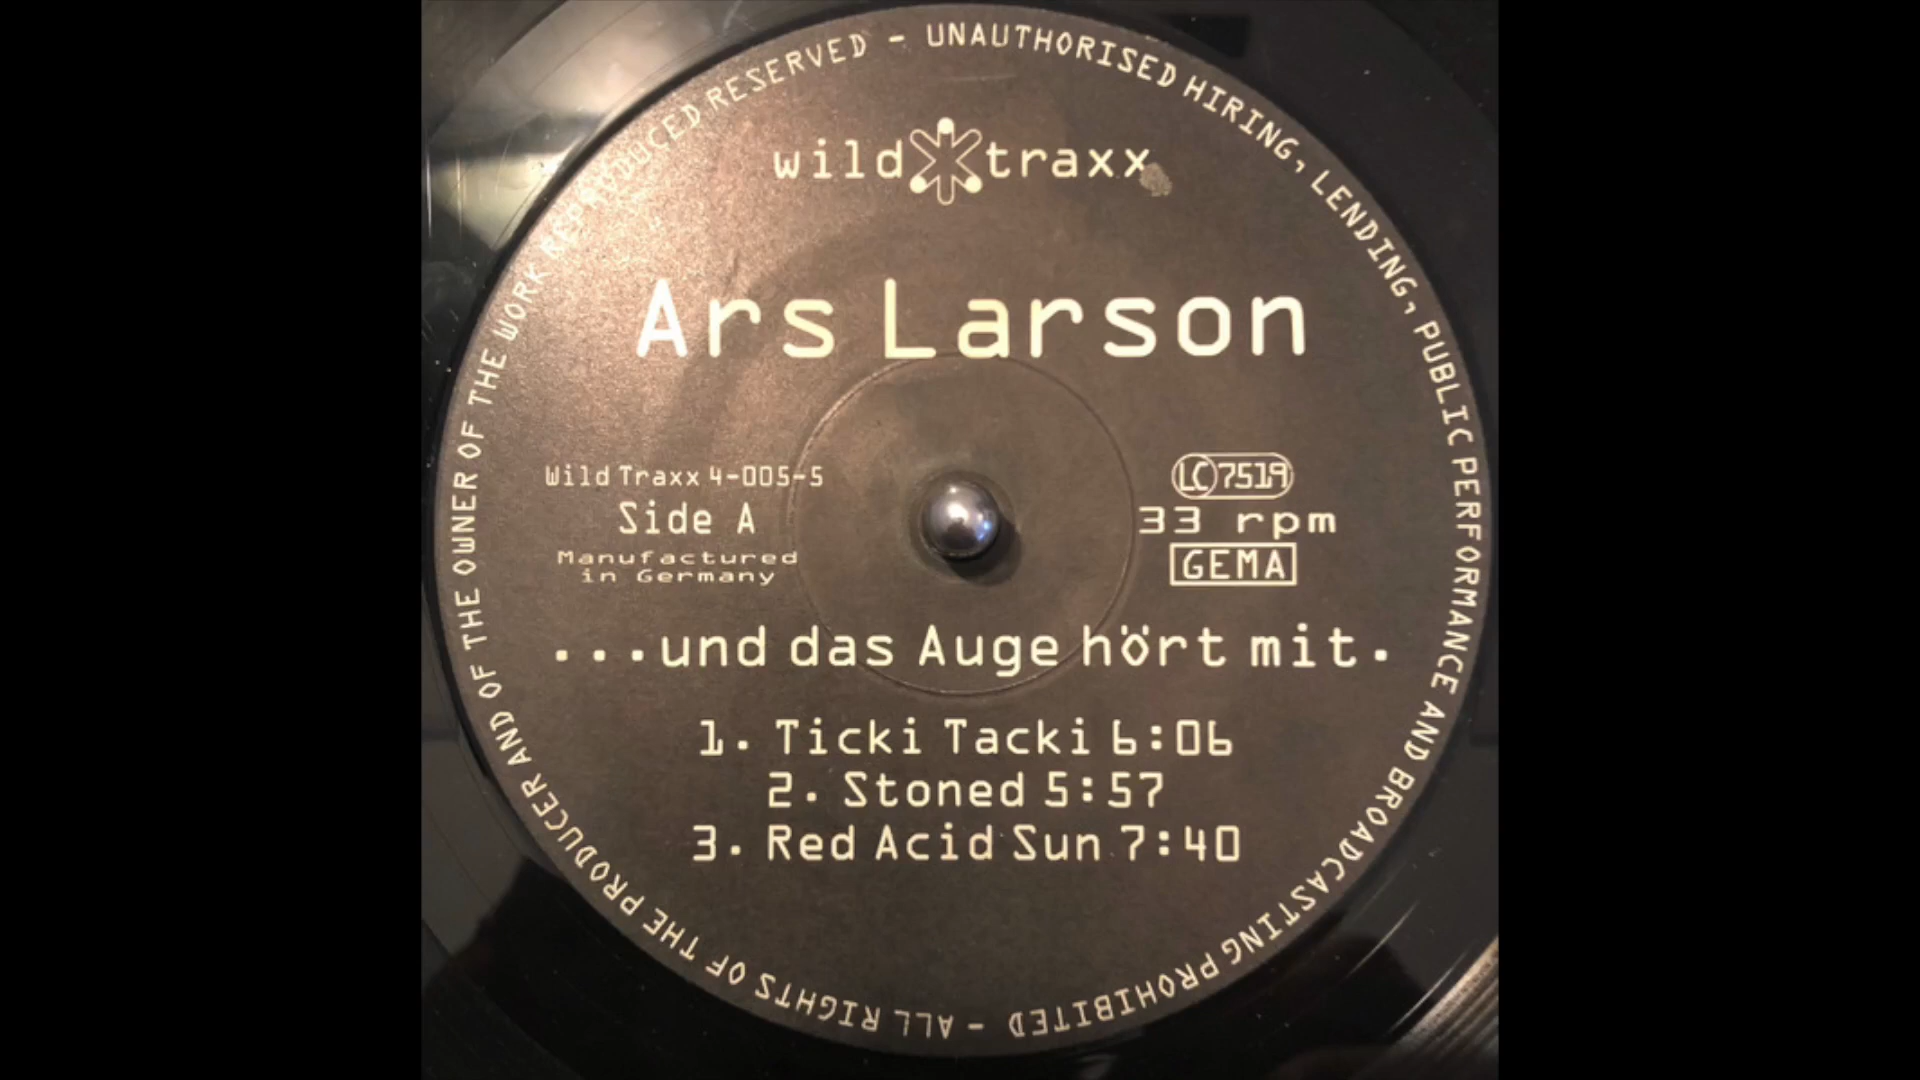 UNAUTHORISED HIRING, LENDING, PUBLIC PERFORMANCE AND BROADCASTING PROHIBITED - ALL RIGHTS OF THE PRODUCER AND OF THE OWNER OF THE WORK REPRODUCED RESERVED -
wild traxx
Ars Larson
Wild Traxx 4-005-5
Side A
Manufactured
in Germany
LC 7519
33 rpm
GEMA
...und das Auge hört mit.
1. Ticki Tacki 6:06
2. Stoned 5:57
3. Red Acid Sun 7:40